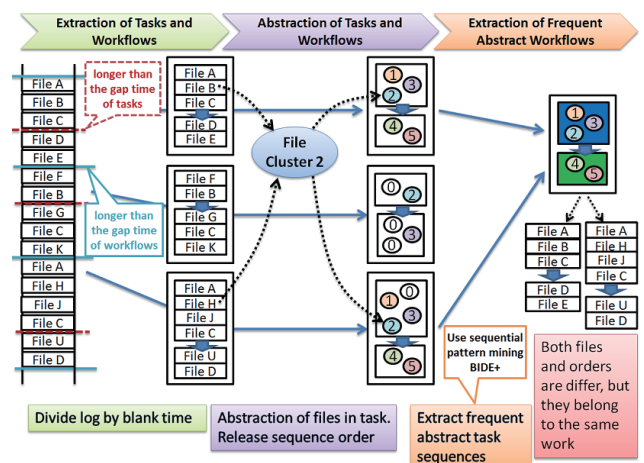 Extraction of Tasks and
Workflows
Abstraction of Tasks and
Workflows
Extraction of Frequent
Abstract Workflows
File A
File B
File C
File D
File E
File F
File B
File G
File C
File K
File A
File H
File J
File C
File U
File D
longer than
the gap time
of tasks
longer than
the gap time
of workflows
File A
File B
File C
File D
File E
File F
File B
File G
File C
File K
File A
File H
File J
File C
File U
File D
File
Cluster 2
1
3
2
4
5
0
2
0
3
0
0
1
3
2
4
5
1
3
2
4
5
File A
File B
File C
File D
File E
File A
File H
File J
File C
File U
File D
Use sequential
pattern mining
BIDE+
Both files
and orders
are differ, but
they belong
to the same
work
Divide log by blank time
Abstraction of files in task.
Release sequence order
Extract frequent
abstract task
sequences